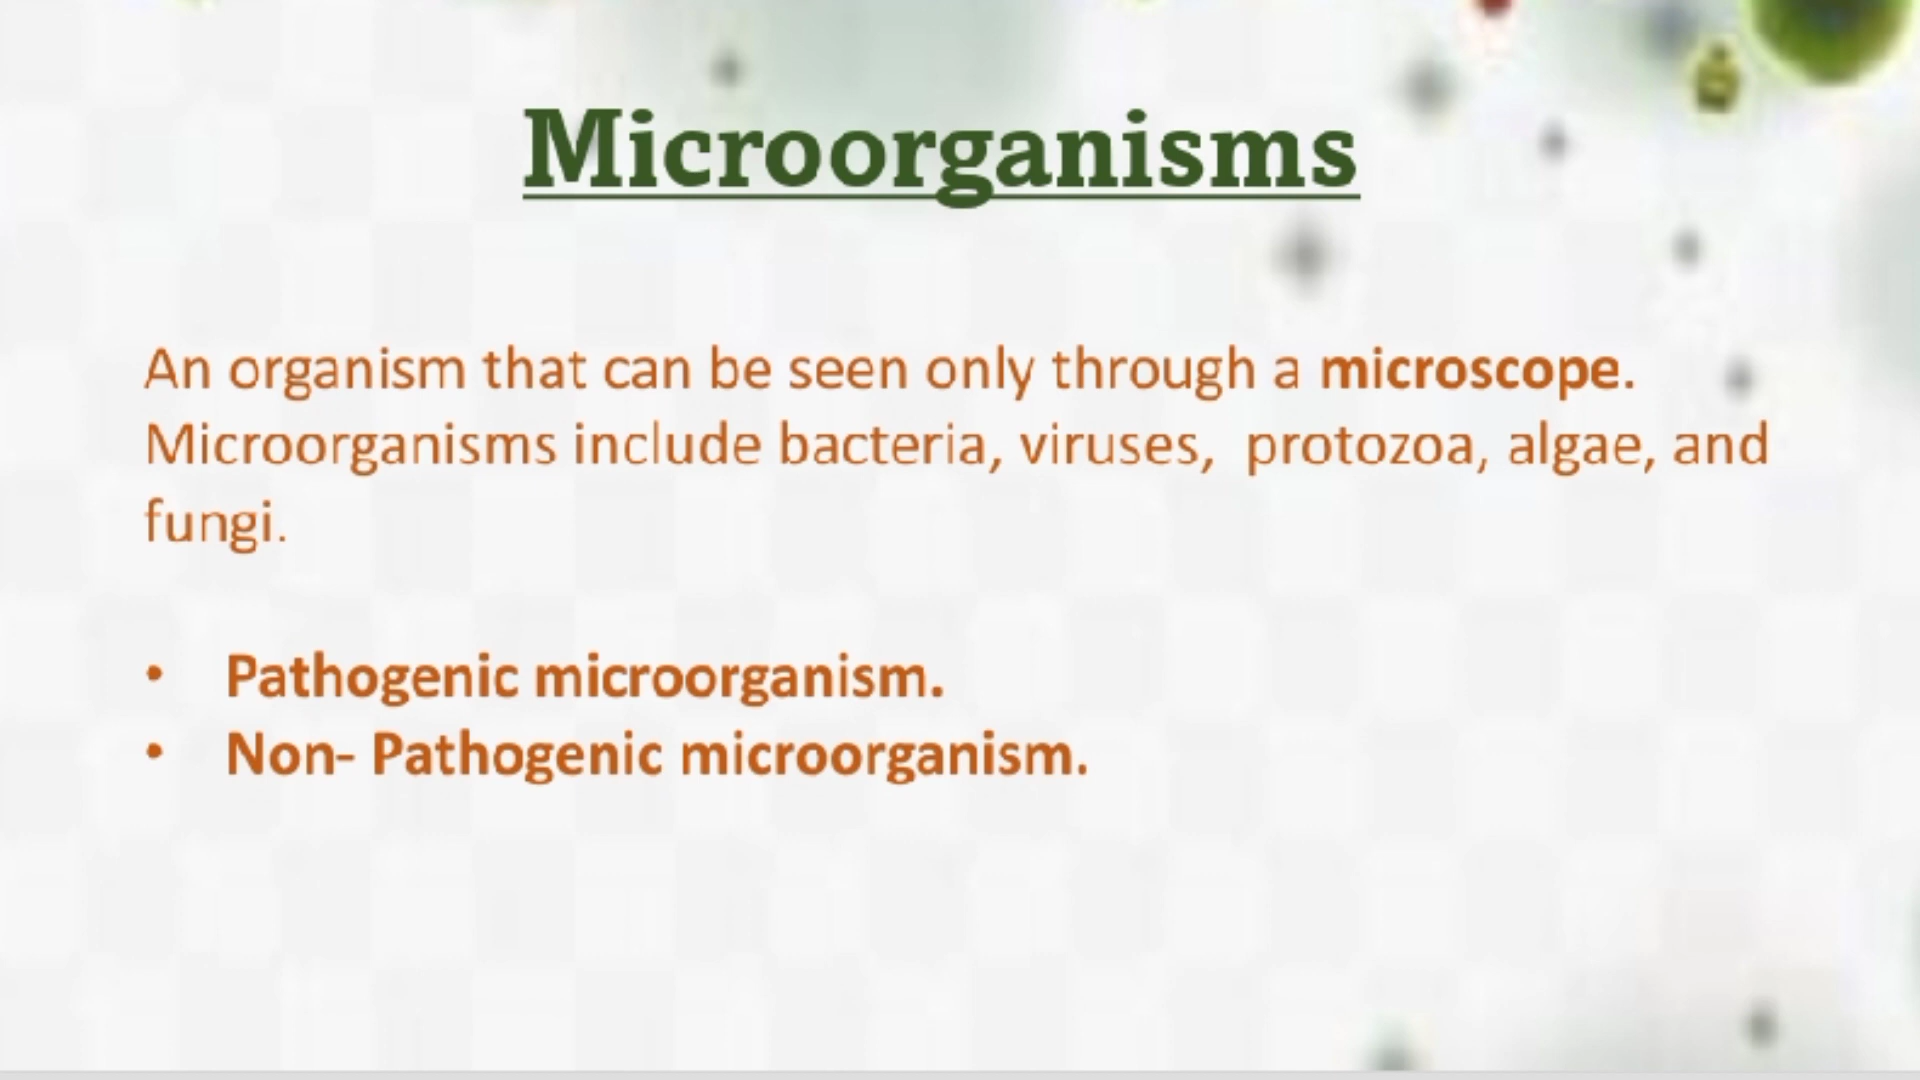 Microorganisms
An organism that can be seen only through a microscope.
Microorganisms include bacteria, viruses,  protozoa, algae, and
fungi.
• Pathogenic microorganism.
• Non- Pathogenic microorganism.